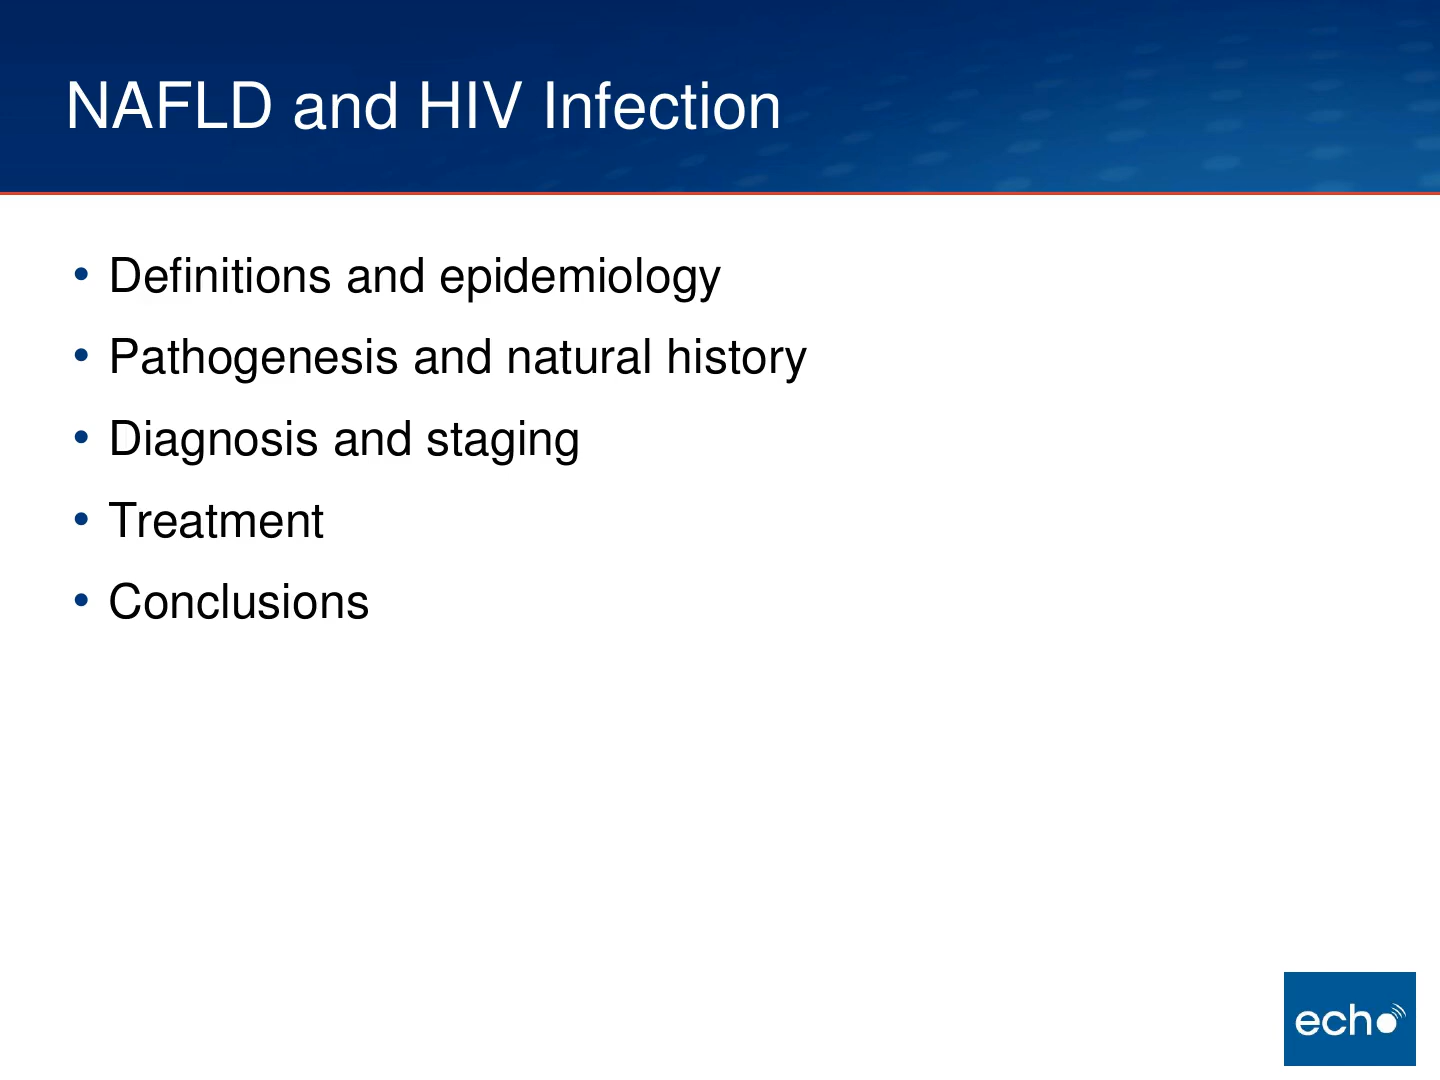 NAFLD and HIV Infection
• Definitions and epidemiology
• Pathogenesis and natural history
• Diagnosis and staging
• Treatment
• Conclusions
echo